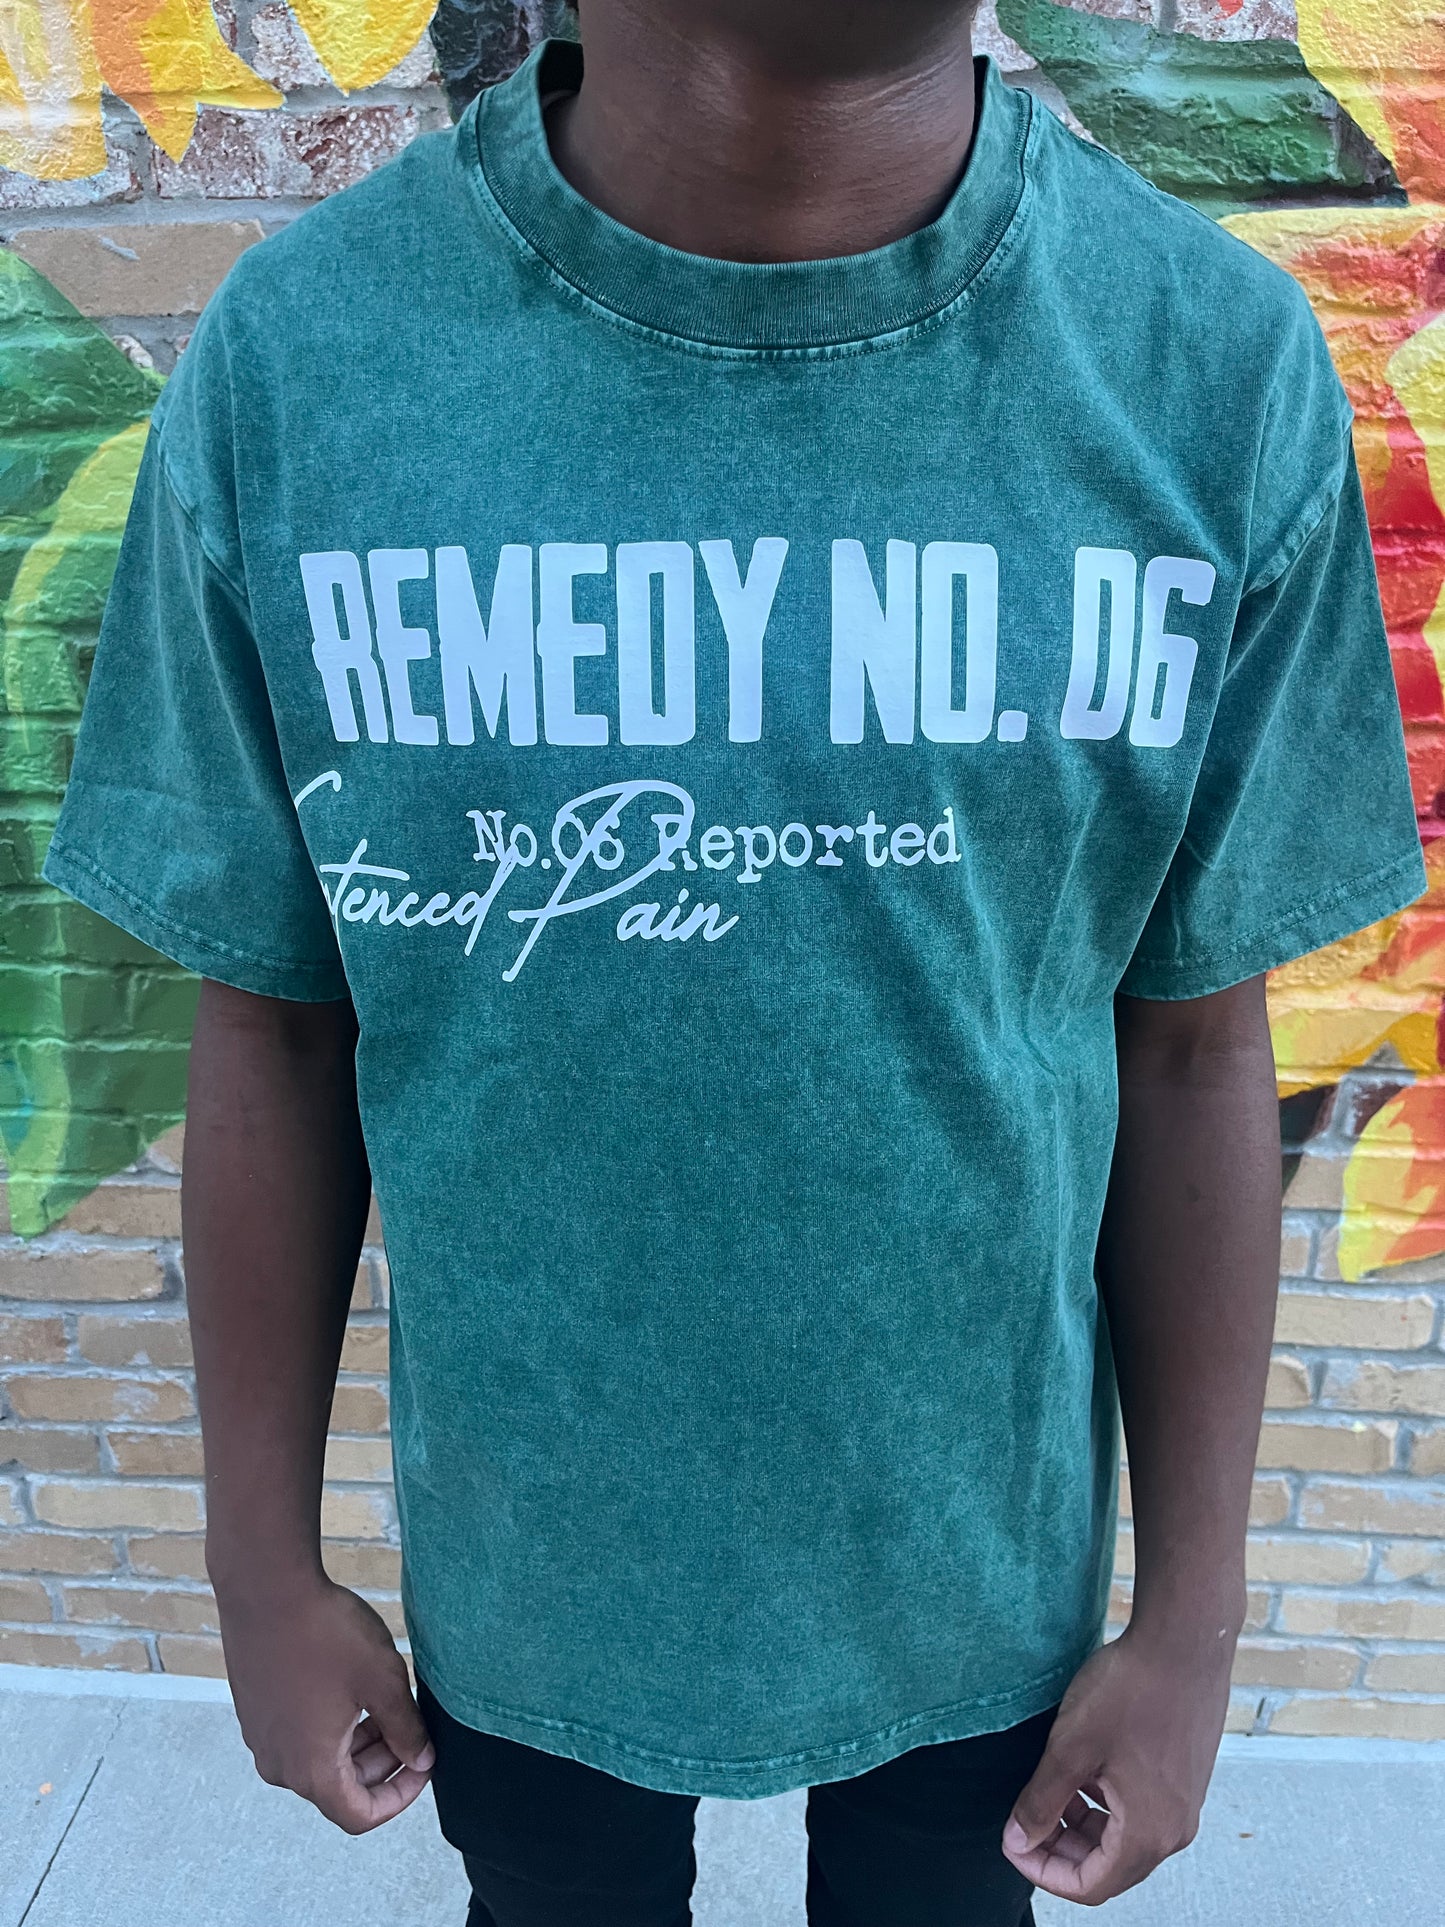 REMEDY NO. 06
No.06 Reported
Pain